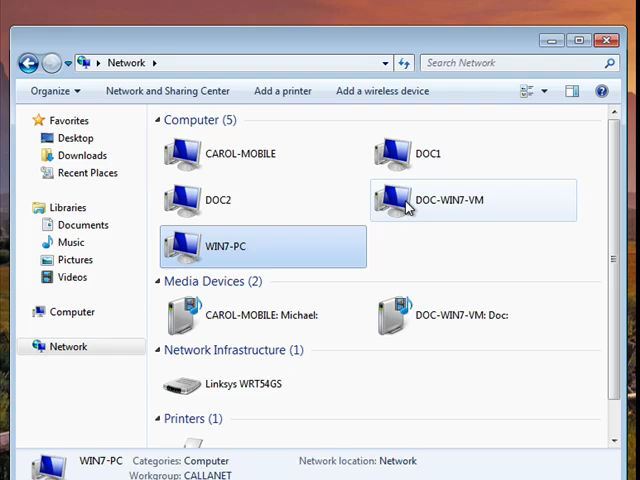 Network
Search Network
Organize
Network and Sharing Center
Add a printer
Add a wireless device
Favorites
Desktop
Downloads
Recent Places
Libraries
Documents
Music
Pictures
Videos
Computer
Network
Computer (5)
CAROL-MOBILE
DOC1
DOC2
DOC-WIN7-VM
WIN7-PC
Media Devices (2)
CAROL-MOBILE: Michael:
DOC-WIN7-VM: Doc:
Network Infrastructure (1)
Linksys WRT54GS
Printers (1)
WIN7-PC Categories: Computer Network location: Network
Workgroup: CALLANET